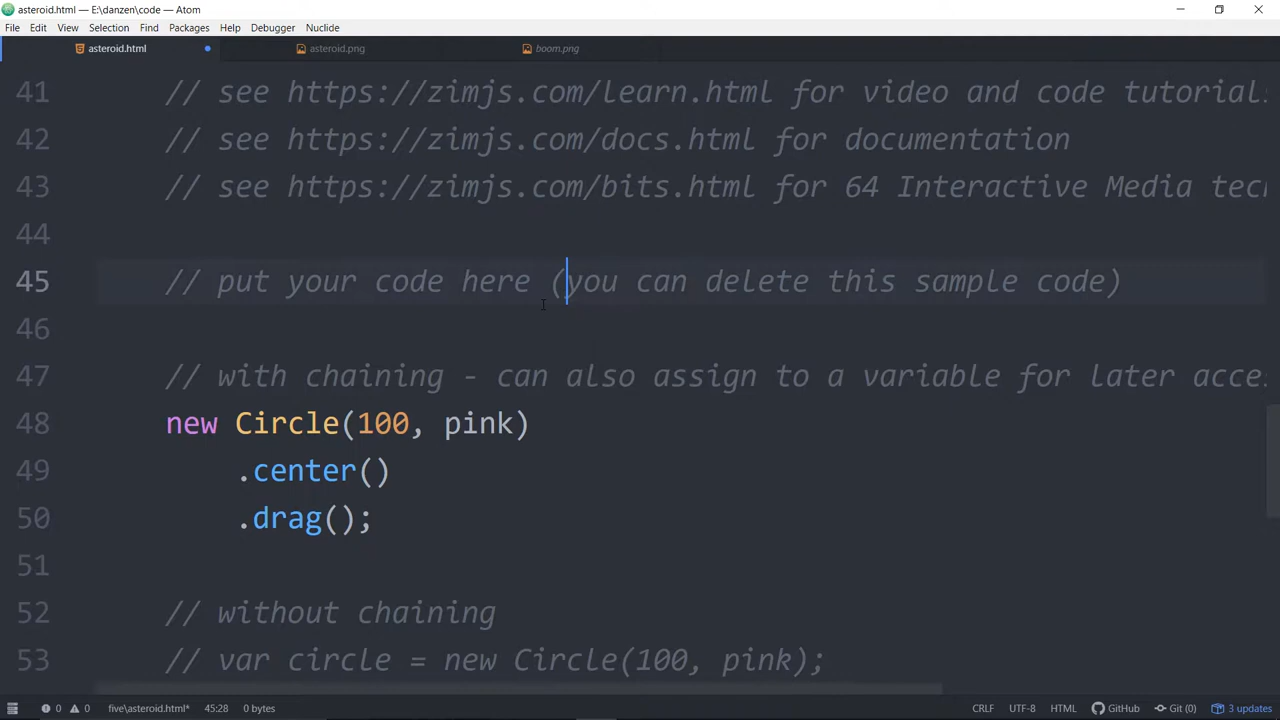 asteroid.html — E:\danzen\code — Atom
File Edit View Selection Find Packages Help Debugger Nuclide
asteroid.html asteroid.png boom.png
41 // see https://zimjs.com/learn.html for video and code tutorials
42 // see https://zimjs.com/docs.html for documentation
43 // see https://zimjs.com/bits.html for 64 Interactive Media tec
44
45 // put your code here (you can delete this sample code)
46
47 // with chaining - can also assign to a variable for later acce
48 new Circle(100, pink)
49 .center()
50 .drag();
51
52 // without chaining
53 // var circle = new Circle(100, pink);
0 0 five\asteroid.html* 45:28 0 bytes CRLF UTF-8 HTML GitHub Git (0) 3 updates